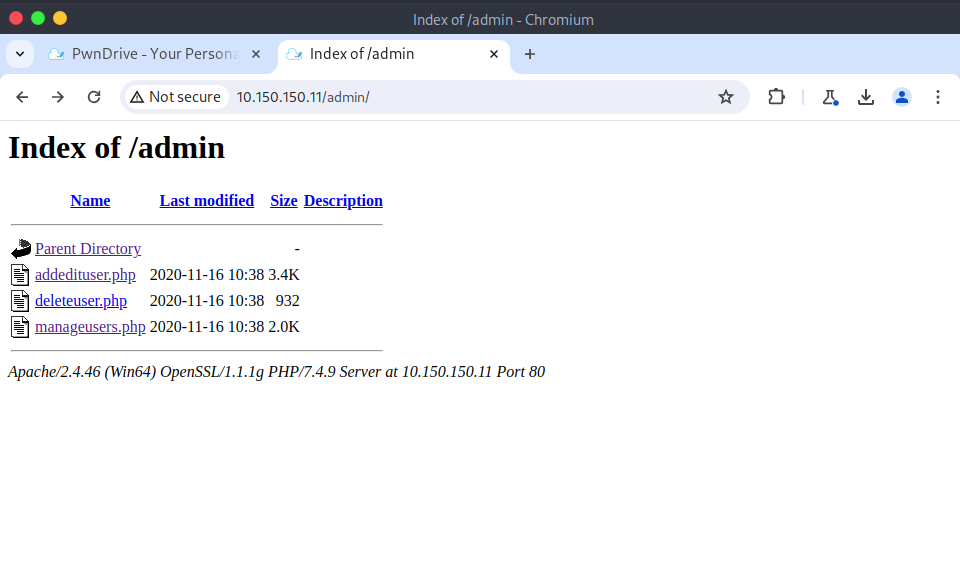 Index of /admin - Chromium
PwnDrive - Your Persona
Index of /admin
Not secure
10.150.150.11/admin/
Index of /admin
Name Last modified Size Description
Parent Directory -
addedituser.php 2020-11-16 10:38 3.4K
deleteuser.php 2020-11-16 10:38 932
manageusers.php 2020-11-16 10:38 2.0K
Apache/2.4.46 (Win64) OpenSSL/1.1.1g PHP/7.4.9 Server at 10.150.150.11 Port 80